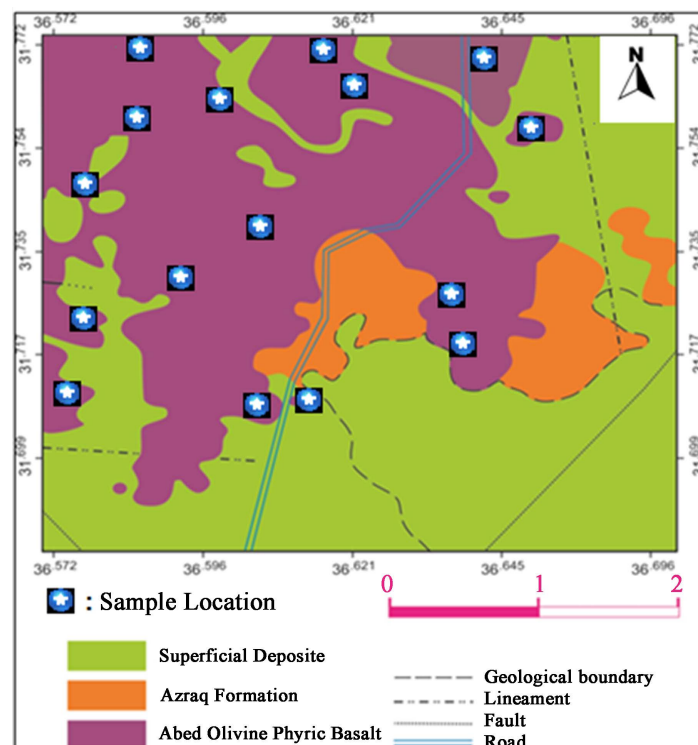 36.572 36.596 36.621 36.645 36.696
31.772 31.772
N
31.754 31.754
31.735 31.735
31.717 31.717
31.699 31.699
36.572 36.596 36.621 36.645 36.696
: Sample Location
0 1 2
Superficial Deposite
Azraq Formation
Abed Olivine Phyric Basalt
Geological boundary
Lineament
Fault
Road